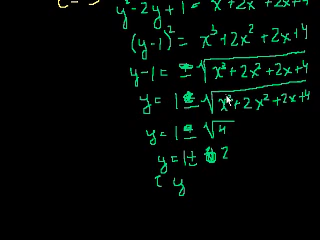 y²-2y+1 = x³+2x²+2x+4
(y-1)² = x³+2x²+2x+4
y-1 = ±√x³+2x²+2x+4
y = 1 ± √x³+2x²+2x+4
y = 1 ± √4
y = 1 ± 2
y